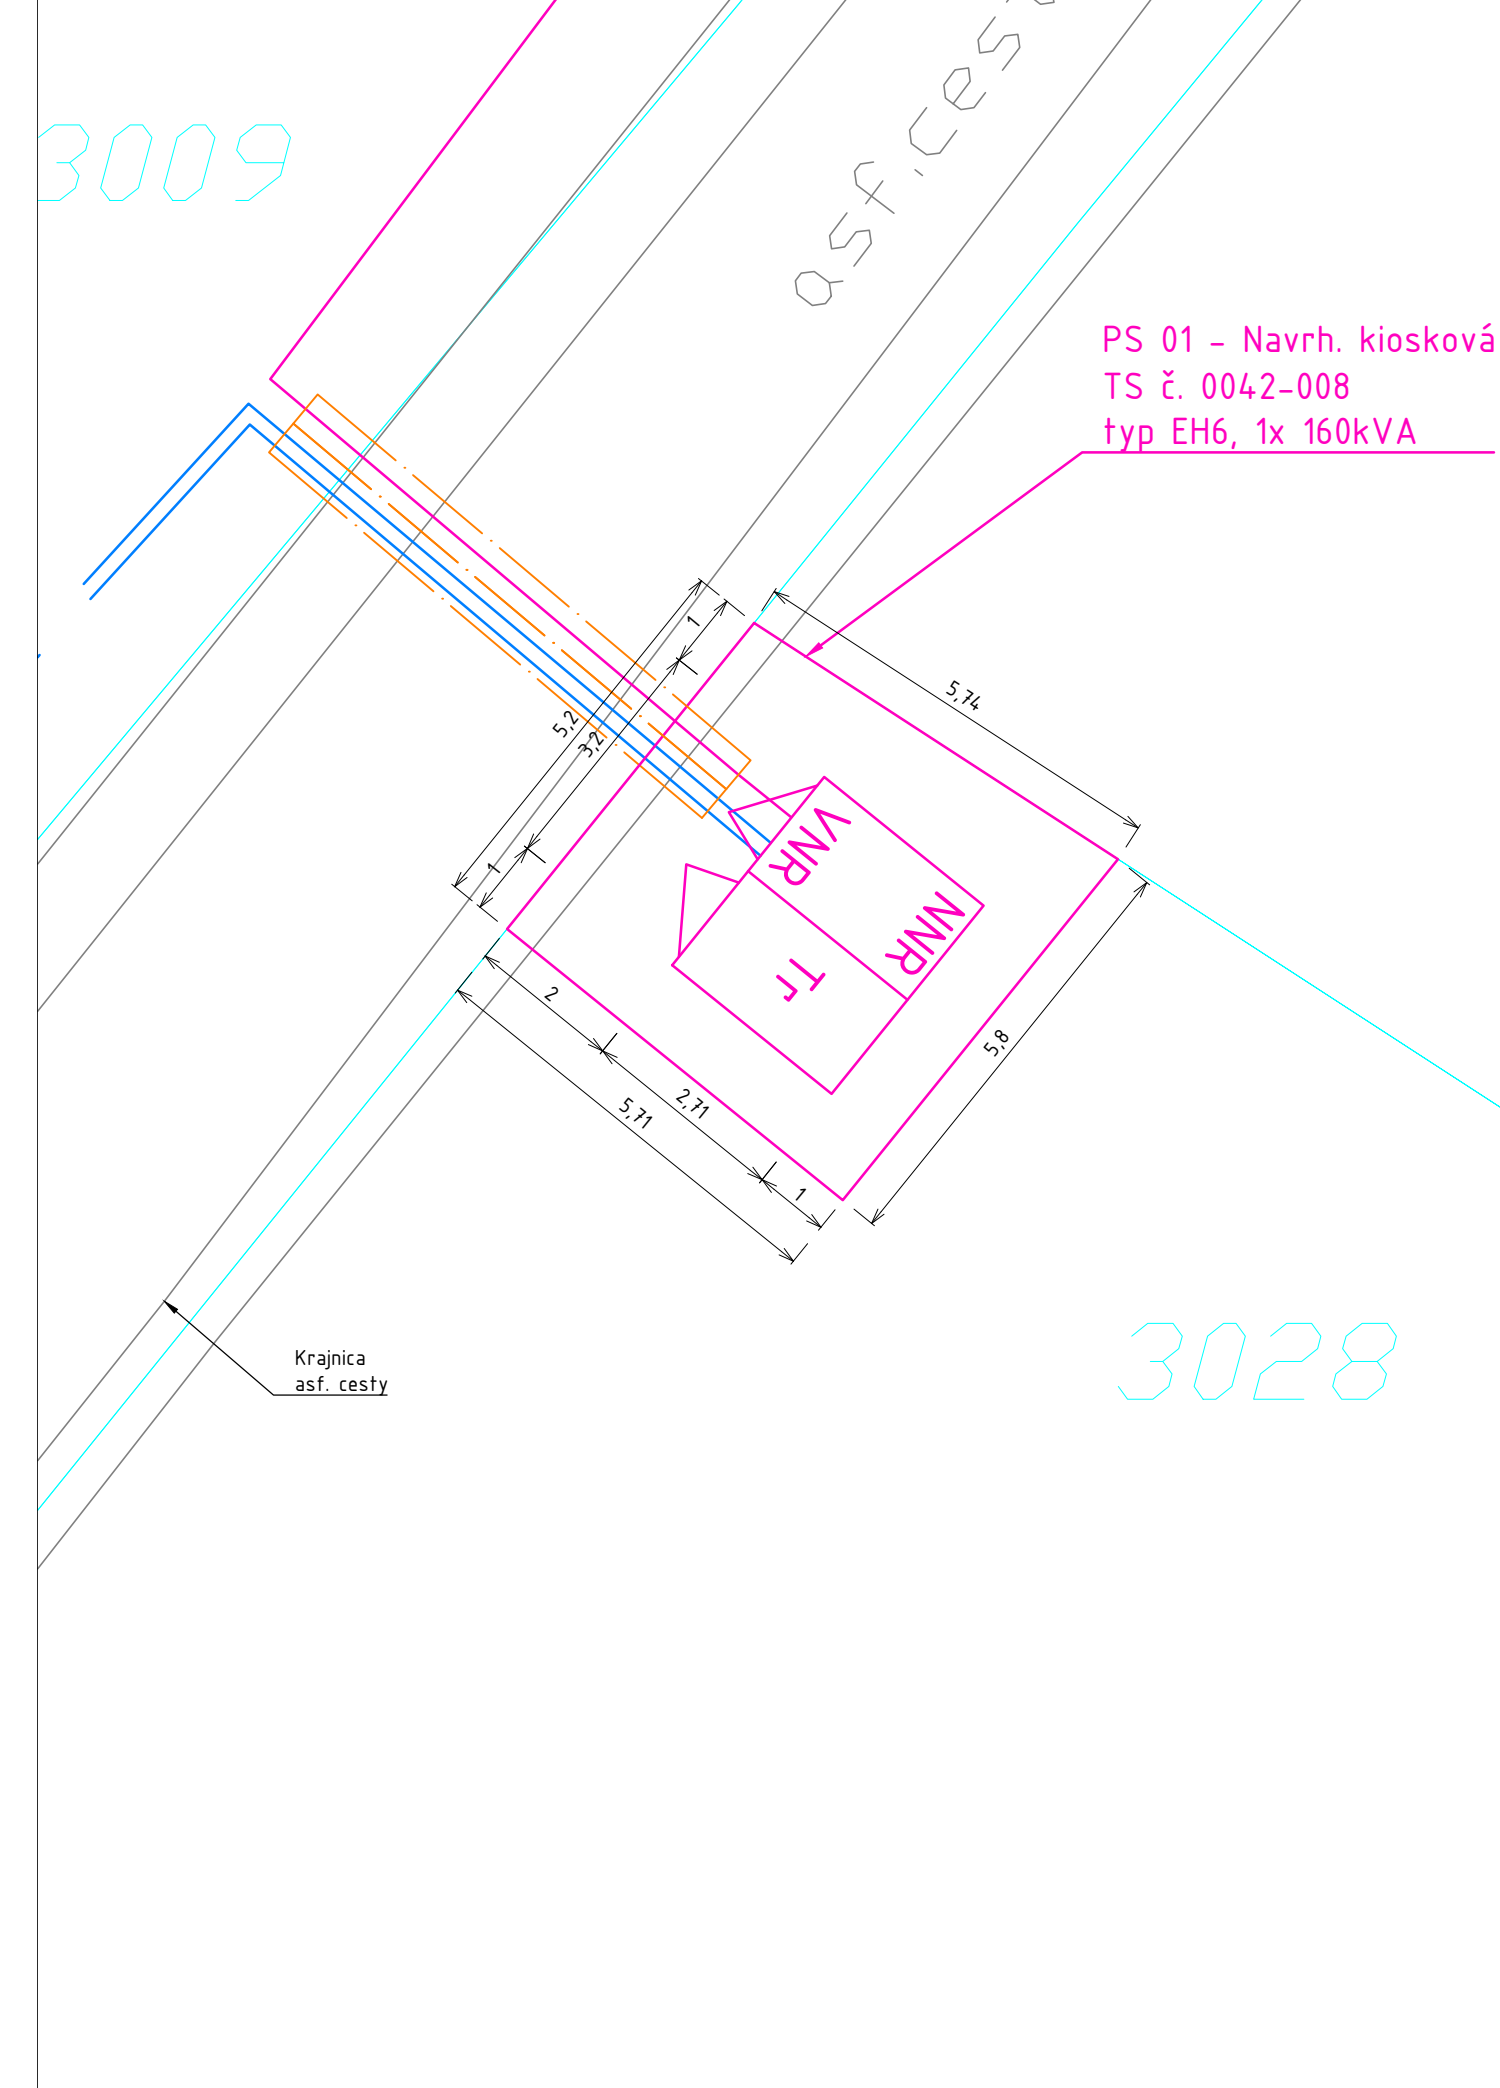 3009
asf.ces
PS 01 - Navrh. kiosková
TS č. 0042-008
typ EH6, 1x 160kVA
1
5,74
5,2
3,2
VNR
1
NNR
Tr
2
5,8
2,71
5,71
1
3028
Krajnica
asf. cesty